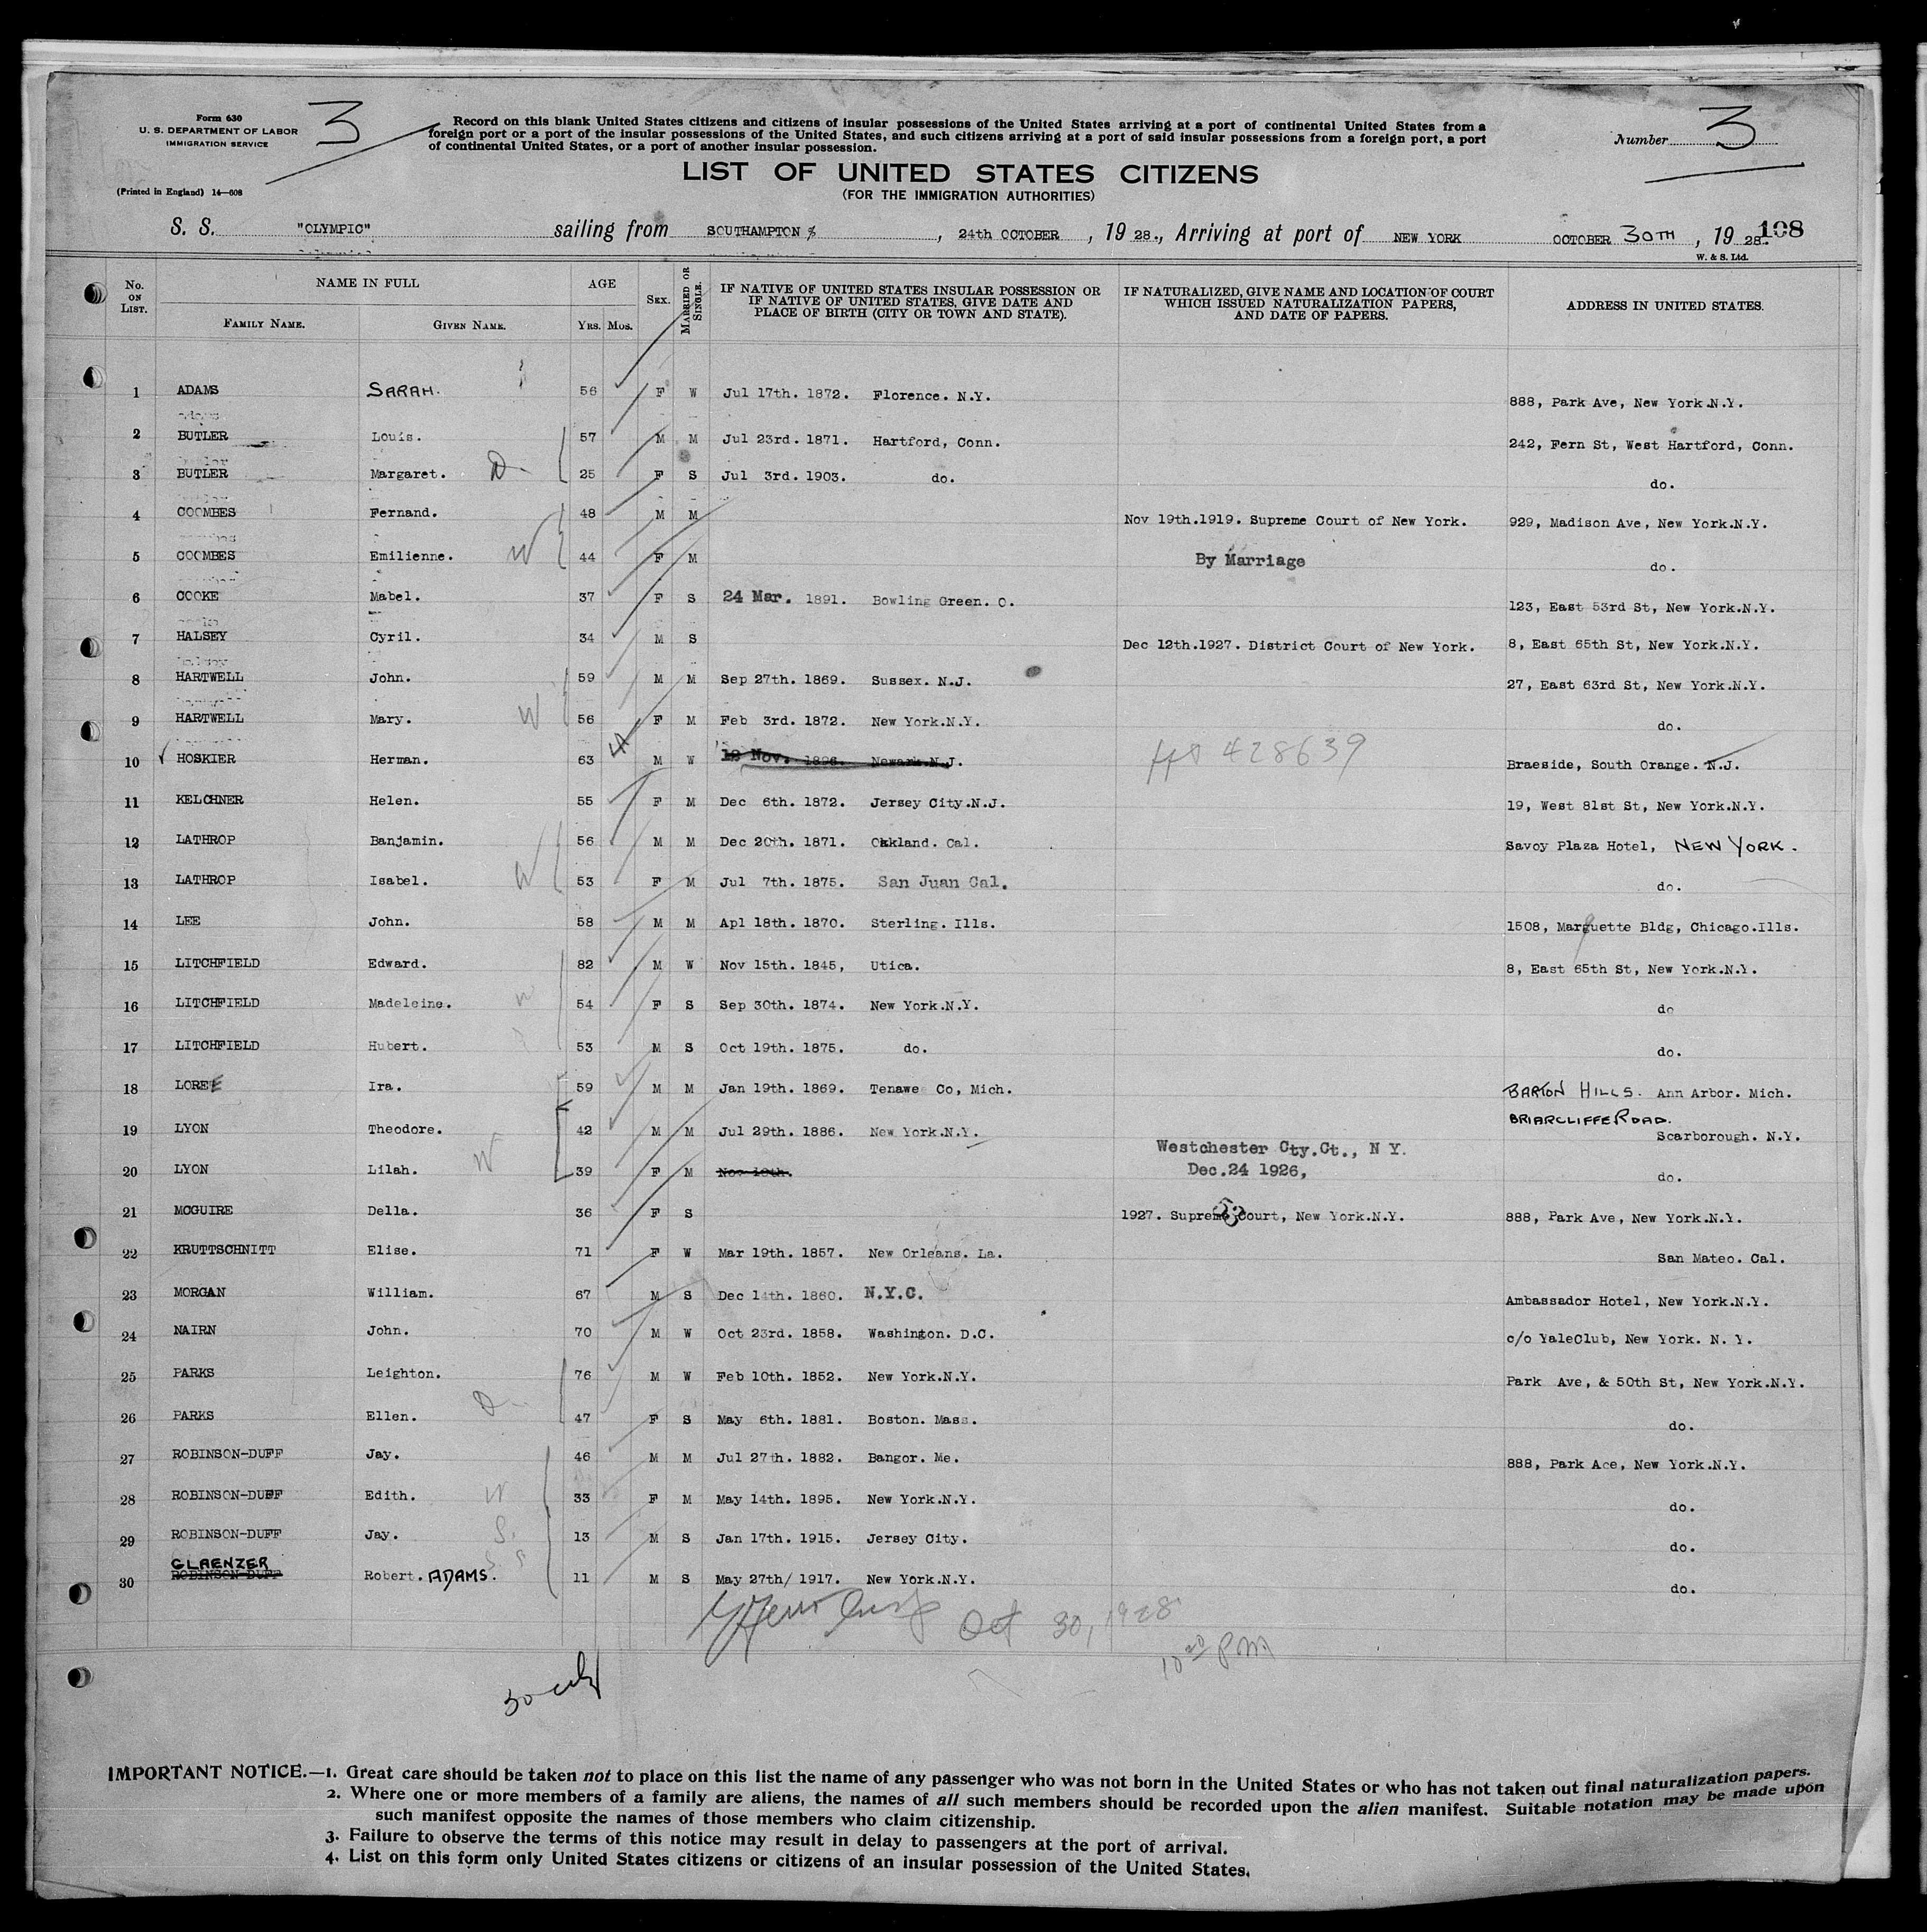 Form 630
U. S. DEPARTMENT OF LABOR
IMMIGRATION SERVICE
3
(Printed in England) 14—608
Record on this blank United States citizens and citizens of insular possessions of the United States arriving at a port of continental United States from a
foreign port or a port of the insular possessions of the United States, and such citizens arriving at a port of said insular possessions from a foreign port, a port
of continental United States, or a port of another insular possession.
Number 3
LIST OF UNITED STATES CITIZENS
(FOR THE IMMIGRATION AUTHORITIES)
S. S. "OLYMPIC" sailing from SOUTHAMPTON, 24th OCTOBER, 19 28., Arriving at port of NEW YORK OCTOBER 30TH, 19 28. 108
W. & S. Ltd.
No. ON LIST. NAME IN FULL AGE SEX. MARRIED OR SINGLE. IF NATIVE OF UNITED STATES INSULAR POSSESSION OR IF NATIVE OF UNITED STATES, GIVE DATE AND PLACE OF BIRTH (CITY OR TOWN AND STATE). IF NATURALIZED, GIVE NAME AND LOCATION OF COURT WHICH ISSUED NATURALIZATION PAPERS, AND DATE OF PAPERS. ADDRESS IN UNITED STATES.
FAMILY NAME. GIVEN NAME. YRS. MOS.
1 ADAMS SARAH. 56 F W Jul 17th. 1872. Florence. N.Y. 888, Park Ave, New York.N.Y.
2 BUTLER Louis. 57 M M Jul 23rd. 1871. Hartford, Conn. 242, Fern St, West Hartford, Conn.
3 BUTLER Margaret. D 25 F S Jul 3rd. 1903. do. do.
4 COOMBES Fernand. 48 M M Nov 19th.1919. Supreme Court of New York. 929, Madison Ave, New York.N.Y.
5 COOMBES Emilienne. W 44 F M By Marriage do.
6 COOKE Mabel. 37 F S 24 Mar. 1891. Bowling Green. O. 123, East 53rd St, New York.N.Y.
7 HALSEY Cyril. 34 M S Dec 12th.1927. District Court of New York. 8, East 65th St, New York.N.Y.
8 HARTWELL John. 59 M M Sep 27th. 1869. Sussex. N.J. 27, East 63rd St, New York.N.Y.
9 HARTWELL Mary. W 56 F M Feb 3rd. 1872. New York.N.Y. do.
10 HOSKIER Herman. 63 M W 12 Nov. 1896. Newark.N.J. 428639 Braeside, South Orange. N.J.
11 KELCHNER Helen. 55 F M Dec 6th. 1872. Jersey City.N.J. 19, West 81st St, New York.N.Y.
12 LATHROP Banjamin. 56 M M Dec 20th. 1871. Oakland. Cal. Savoy Plaza Hotel, NEW YORK.
13 LATHROP Isabel. W 53 F M Jul 7th. 1875. San Juan Cal. do.
14 LEE John. 58 M M Apl 18th. 1870. Sterling. Ills. 1508, Marquette Bldg, Chicago.Ills.
15 LITCHFIELD Edward. 82 M W Nov 15th. 1845, Utica. 8, East 65th St, New York.N.Y.
16 LITCHFIELD Madeleine. 54 F S Sep 30th. 1874. New York.N.Y. do
17 LITCHFIELD Hubert. 53 M S Oct 19th. 1875. do. do.
18 LOREE Ira. 59 M M Jan 19th. 1869. Tenawee Co, Mich. BARTON HILLS. Ann Arbor. Mich.
19 LYON Theodore. 42 M M Jul 29th. 1886. New York.N.Y. BRIARCLIFFE ROAD. Scarborough. N.Y.
20 LYON Lilah. W 39 F M Nov 10th. Westchester Cty.Ct., N Y. Dec.24 1926, do.
21 MCGUIRE Della. 36 F S 1927. Supreme Court, New York.N.Y. 888, Park Ave, New York.N.Y.
22 KRUTTSCHNITT Elise. 71 F W Mar 19th. 1857. New Orleans. La. San Mateo. Cal.
23 MORGAN William. 67 M S Dec 14th. 1860. N.Y.C. Ambassador Hotel, New York.N.Y.
24 NAIRN John. 70 M W Oct 23rd. 1858. Washington. D.C. c/o YaleClub, New York. N. Y.
25 PARKS Leighton. 76 M W Feb 10th. 1852. New York.N.Y. Park Ave, & 50th St, New York.N.Y.
26 PARKS Ellen. D 47 F S May 6th. 1881. Boston. Mass. do.
27 ROBINSON-DUFF Jay. 46 M M Jul 27th. 1882. Bangor. Me. 888, Park Ace, New York.N.Y.
28 ROBINSON-DUFF Edith. W 33 F M May 14th. 1895. New York.N.Y. do.
29 ROBINSON-DUFF Jay. S. 13 M S Jan 17th. 1915. Jersey City. do.
GLAENZER
30 ROBINSON-DUFF Robert. ADAMS. 11 M S May 27th/ 1917. New York.N.Y. do.
Oct 30, 1928
10 PM
30
IMPORTANT NOTICE.—1. Great care should be taken not to place on this list the name of any passenger who was not born in the United States or who has not taken out final naturalization papers.
2. Where one or more members of a family are aliens, the names of all such members should be recorded upon the alien manifest. Suitable notation may be made upon
such manifest opposite the names of those members who claim citizenship.
3. Failure to observe the terms of this notice may result in delay to passengers at the port of arrival.
4. List on this form only United States citizens or citizens of an insular possession of the United States.